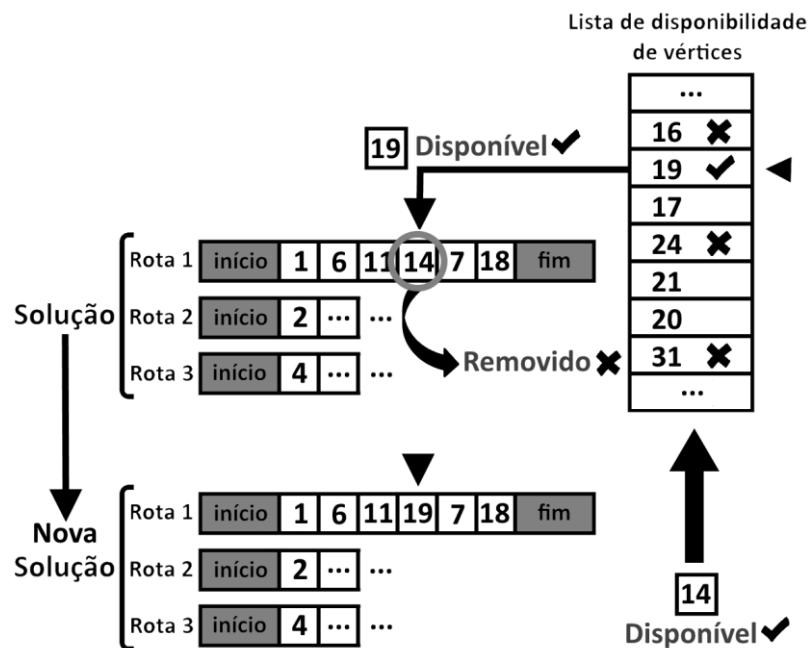 Lista de disponibilidade
de vértices
...
16 ✖
19 Disponível ✔
19 ✔
17
24 ✖
Rota 1 início 1 6 11 14 7 18 fim
21
Solução
Rota 2 início 2 ... ...
20
Removido ✖
31 ✖
Rota 3 início 4 ... ...
...
Rota 1 início 1 6 11 19 7 18 fim
Nova
Solução
Rota 2 início 2 ... ...
14
Rota 3 início 4 ... ...
Disponível ✔